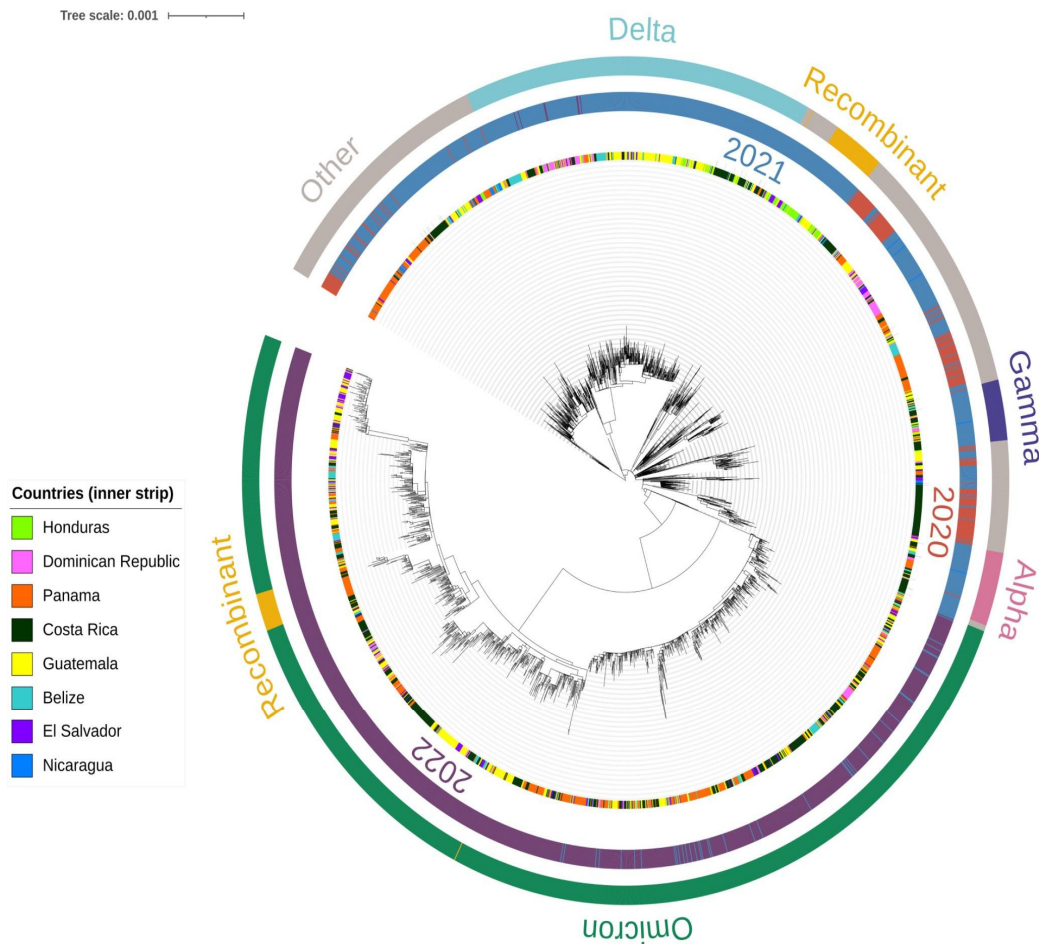 Tree scale: 0.001
Delta
Recombinant
Other
2021
Gamma
2020
Alpha
Countries (inner strip)
Honduras
Dominican Republic
Panama
Costa Rica
Guatemala
Belize
El Salvador
Nicaragua
Recombinant
2022
Omicron